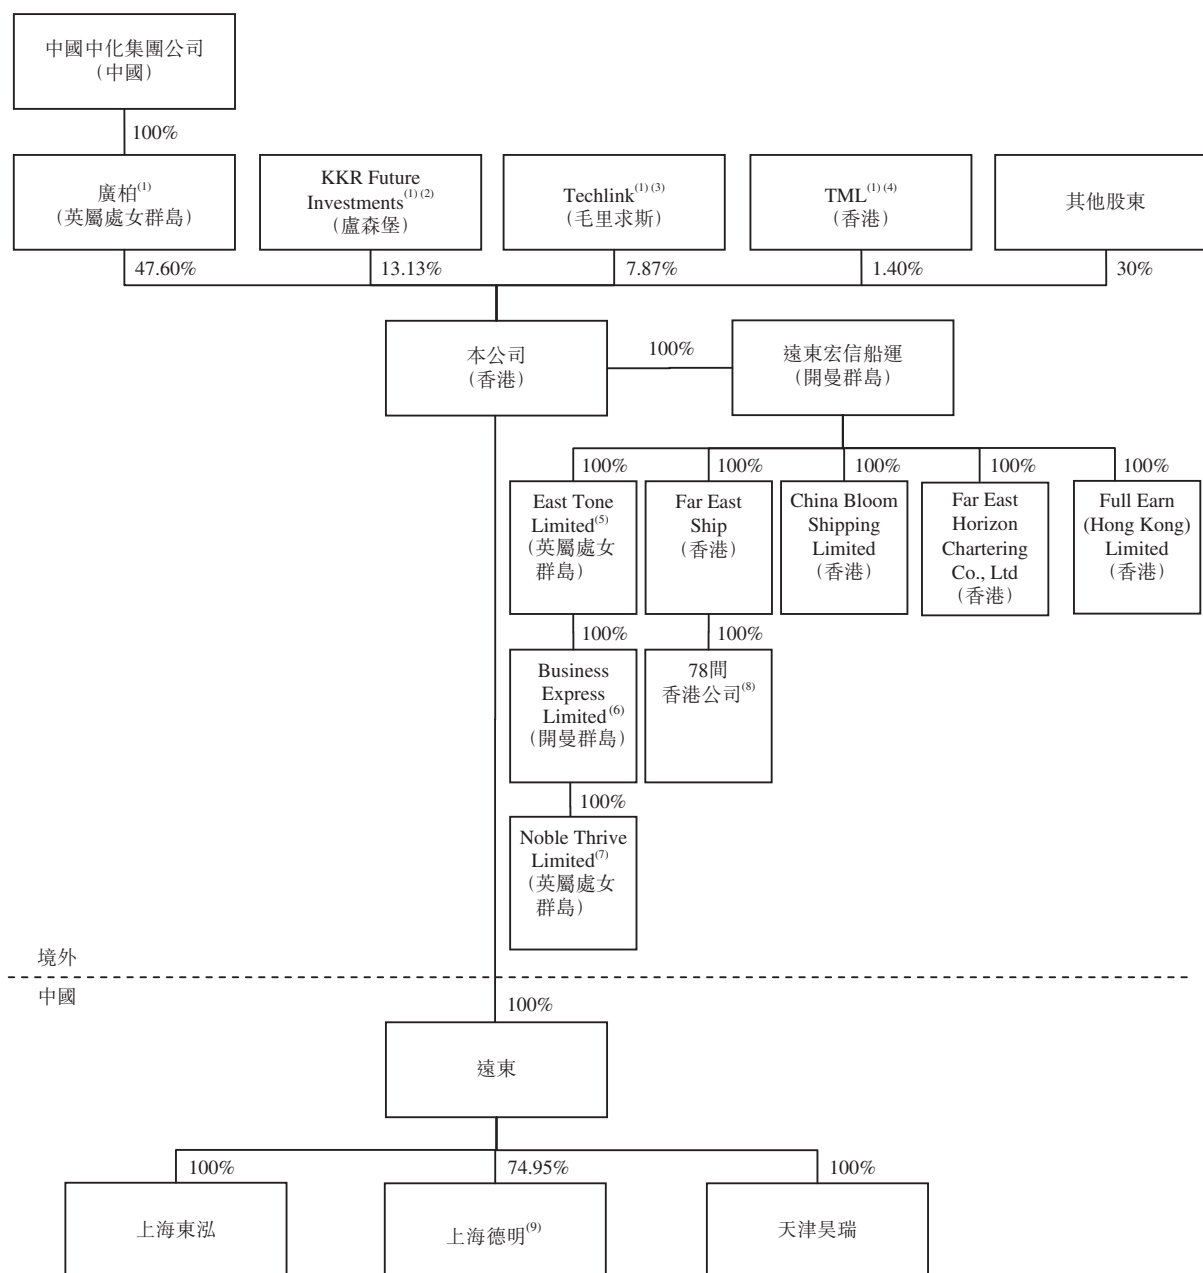 中國中化集團公司
(中國)
100%
廣柏(1)
(英屬處女群島)
KKR Future
Investments(1) (2)
(盧森堡)
Techlink(1) (3)
(毛里求斯)
TML(1) (4)
(香港)
其他股東
47.60%
13.13%
7.87%
1.40%
30%
本公司
(香港)
100%
遠東宏信船運
(開曼群島)
100%
100%
100%
100%
100%
East Tone
Limited(5)
(英屬處女
群島)
Far East
Ship
(香港)
China Bloom
Shipping
Limited
(香港)
Far East
Horizon
Chartering
Co., Ltd
(香港)
Full Earn
(Hong Kong)
Limited
(香港)
100%
100%
Business
Express
Limited(6)
(開曼群島)
78間
香港公司(8)
100%
Noble Thrive
Limited(7)
(英屬處女
群島)
境外
中國
100%
遠東
100%
74.95%
100%
上海東泓
上海德明(9)
天津昊瑞